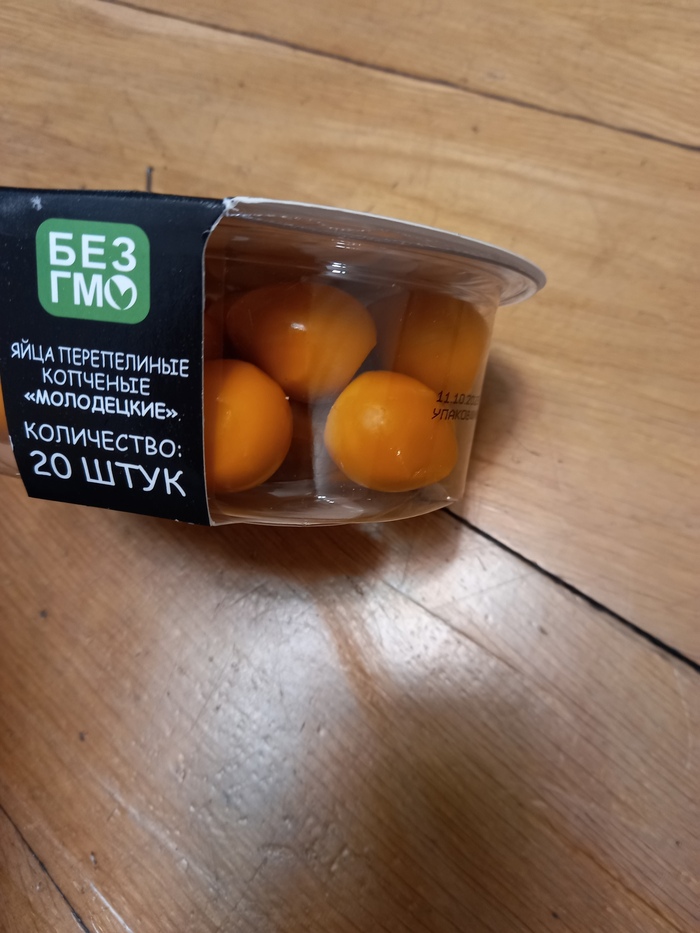 БЕЗ
ГМО
ЯЙЦА ПЕРЕПЕЛИНЫЕ
КОПЧЕНЫЕ
«МОЛОДЕЦКИЕ»
КОЛИЧЕСТВО:
20 ШТУК